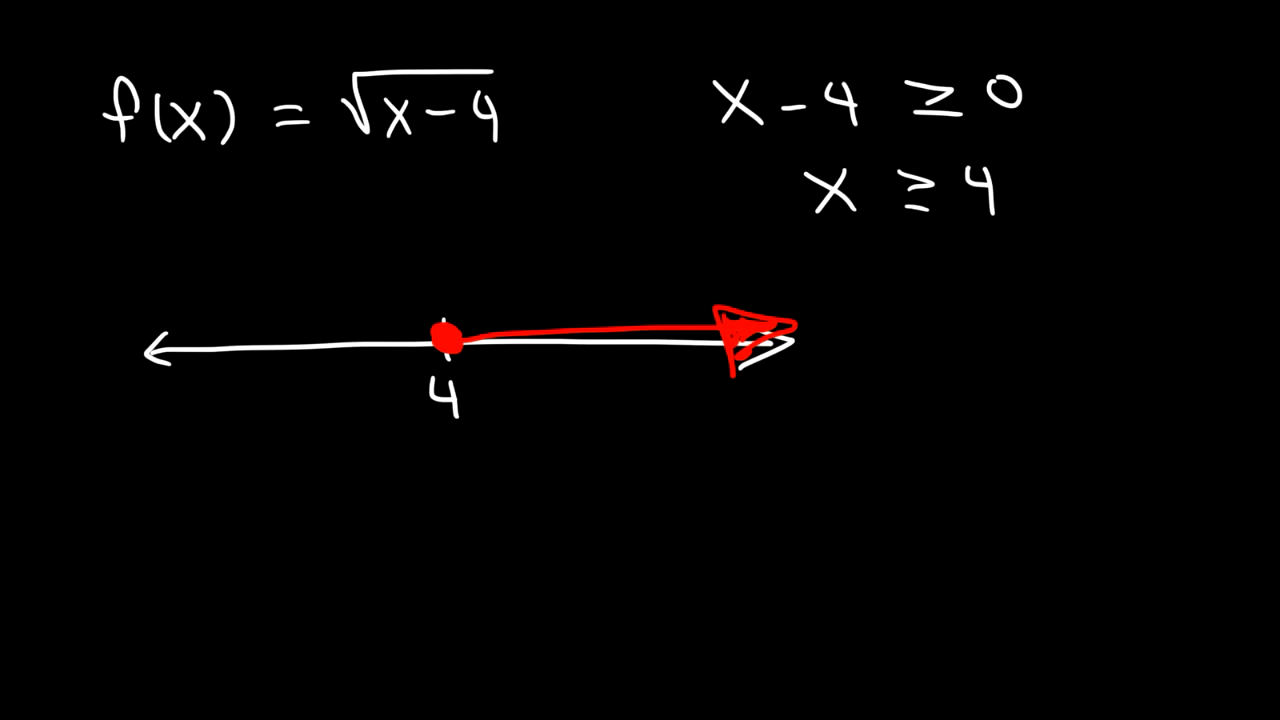 f(x) = √x-4
x-4 ≥ 0
x ≥ 4
4